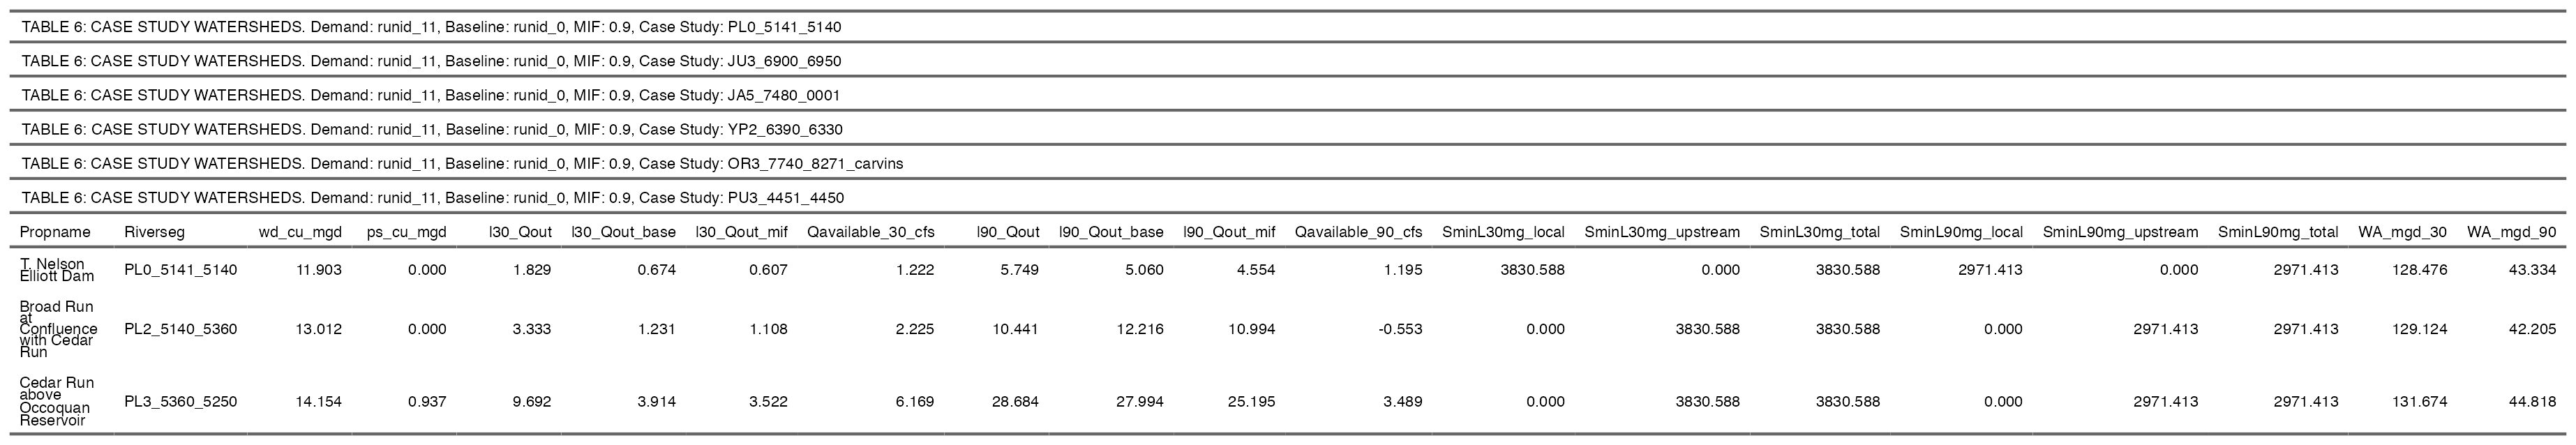 TABLE 6: CASE STUDY WATERSHEDS. Demand: runid_11, Baseline: runid_0, MIF: 0.9, Case Study: PL0_5141_5140
TABLE 6: CASE STUDY WATERSHEDS. Demand: runid_11, Baseline: runid_0, MIF: 0.9, Case Study: JU3_6900_6950
TABLE 6: CASE STUDY WATERSHEDS. Demand: runid_11, Baseline: runid_0, MIF: 0.9, Case Study: JA5_7480_0001
TABLE 6: CASE STUDY WATERSHEDS. Demand: runid_11, Baseline: runid_0, MIF: 0.9, Case Study: YP2_6390_6330
TABLE 6: CASE STUDY WATERSHEDS. Demand: runid_11, Baseline: runid_0, MIF: 0.9, Case Study: OR3_7740_8271_carvins
TABLE 6: CASE STUDY WATERSHEDS. Demand: runid_11, Baseline: runid_0, MIF: 0.9, Case Study: PU3_4451_4450
Propname Riverseg wd_cu_mgd ps_cu_mgd l30_Qout l30_Qout_base l30_Qout_mif Qavailable_30_cfs l90_Qout l90_Qout_base l90_Qout_mif Qavailable_90_cfs SminL30mg_local SminL30mg_upstream SminL30mg_total SminL90mg_local SminL90mg_upstream SminL90mg_total WA_mgd_30 WA_mgd_90
T. Nelson
Elliott Dam PL0_5141_5140 11.903 0.000 1.829 0.674 0.607 1.222 5.749 5.060 4.554 1.195 3830.588 0.000 3830.588 2971.413 0.000 2971.413 128.476 43.334
Broad Run
at
Confluence
with Cedar
Run PL2_5140_5360 13.012 0.000 3.333 1.231 1.108 2.225 10.441 12.216 10.994 -0.553 0.000 3830.588 3830.588 0.000 2971.413 2971.413 129.124 42.205
Cedar Run
above
Occoquan
Reservoir PL3_5360_5250 14.154 0.937 9.692 3.914 3.522 6.169 28.684 27.994 25.195 3.489 0.000 3830.588 3830.588 0.000 2971.413 2971.413 131.674 44.818